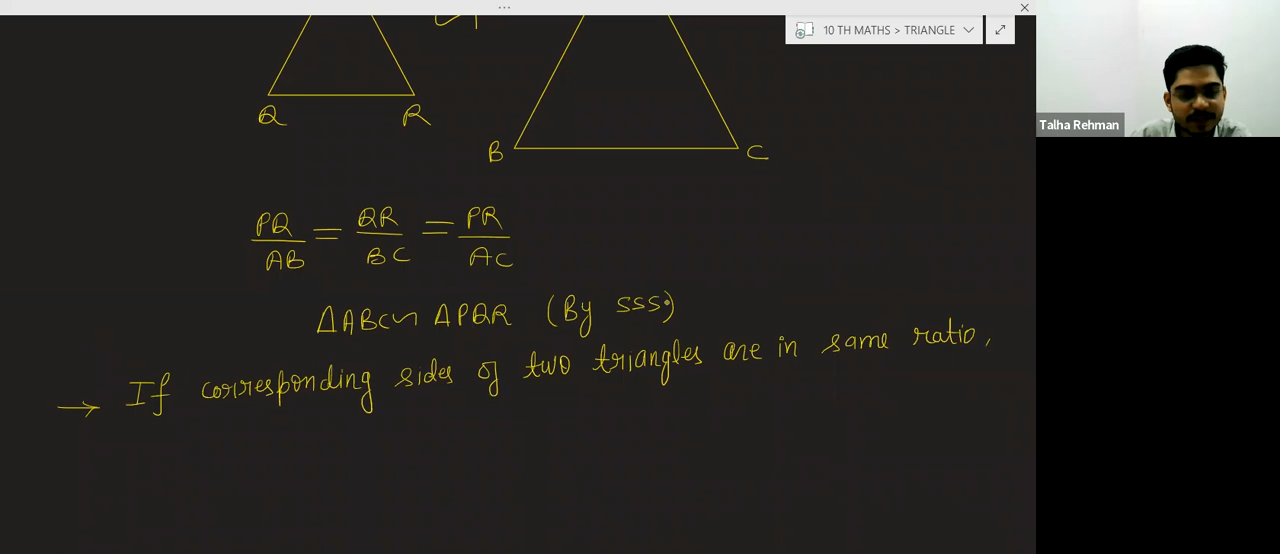 10 TH MATHS > TRIANGLE
Talha Rehman
Q R
B C
PQ/AB = QR/BC = PR/AC
ΔABC ~ ΔPQR (By SSS)
→ If corresponding sides of two triangles are in same ratio,